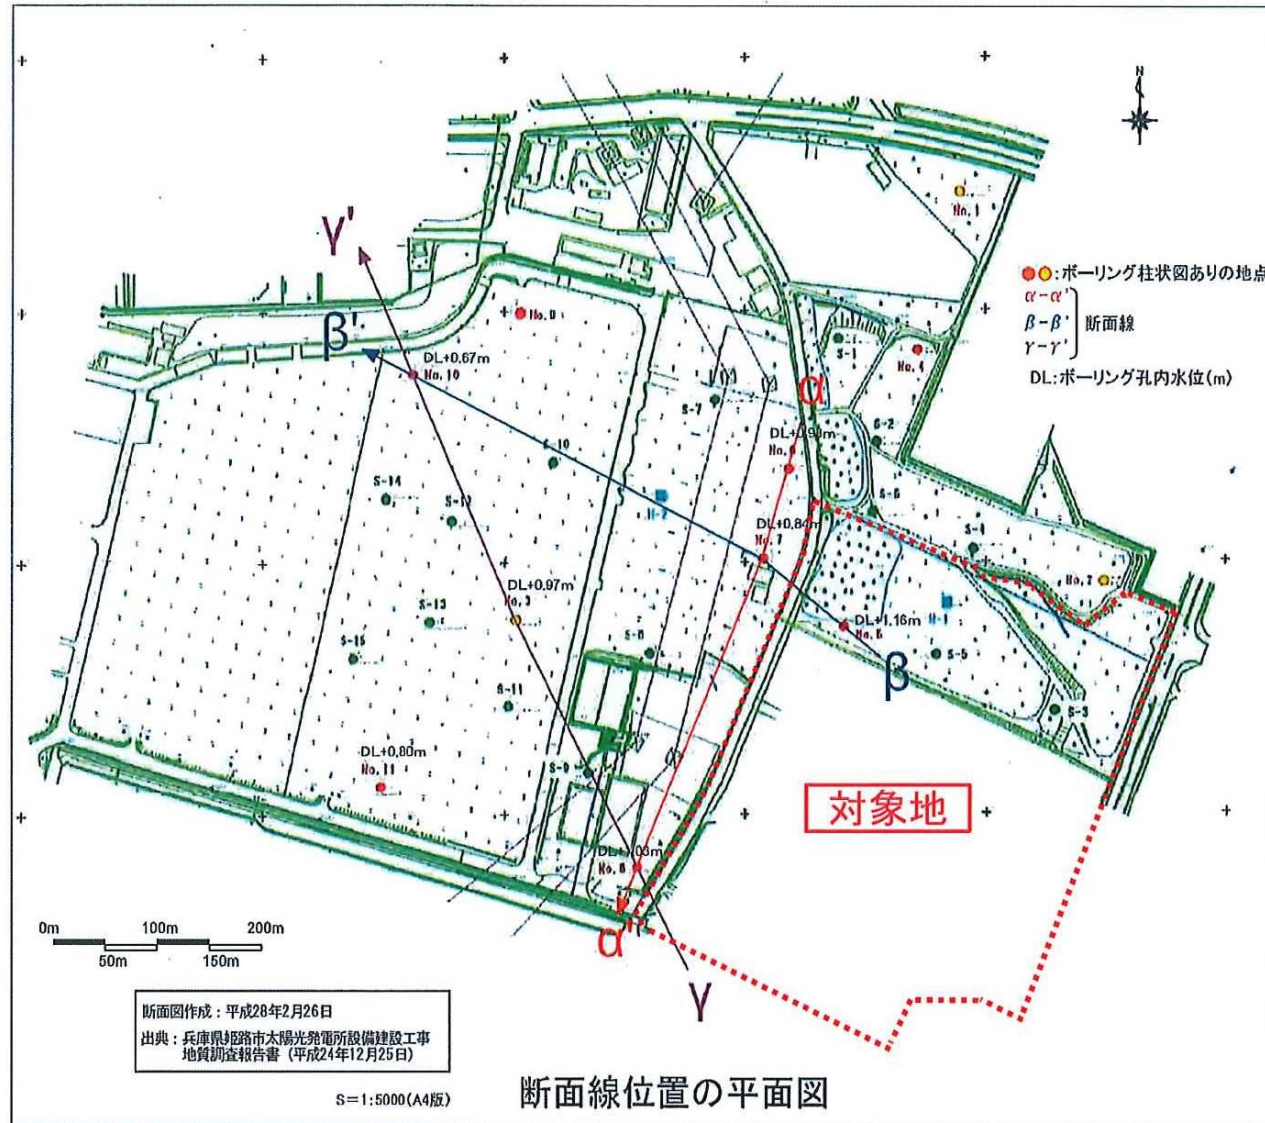 N
No. 1
●●:ボーリング柱状図ありの地点
α-α'
β-β'
γ-γ'
断面線
DL:ボーリング孔内水位(m)
γ'
β'
No. 9
DL+0.67m
No. 10
S-1
No. 4
α
S-7
S-2
No. 6
S-10
S-14
S-12
S-6
S-4
DL+0.84m
No. 7
No. 2
DL+0.97m
No. 3
S-13
S-15
S-8
DL+1.16m
No. 5
S-5
β
S-11
S-3
DL+0.80m
No. 11
S-9
対象地
No. 8
α'
γ
0m
100m
200m
50m
150m
断面図作成:平成28年2月26日
出典:兵庫県姫路市太陽光発電所設備建設工事
地質調査報告書(平成24年12月25日)
S=1:5000(A4版)
断面線位置の平面図